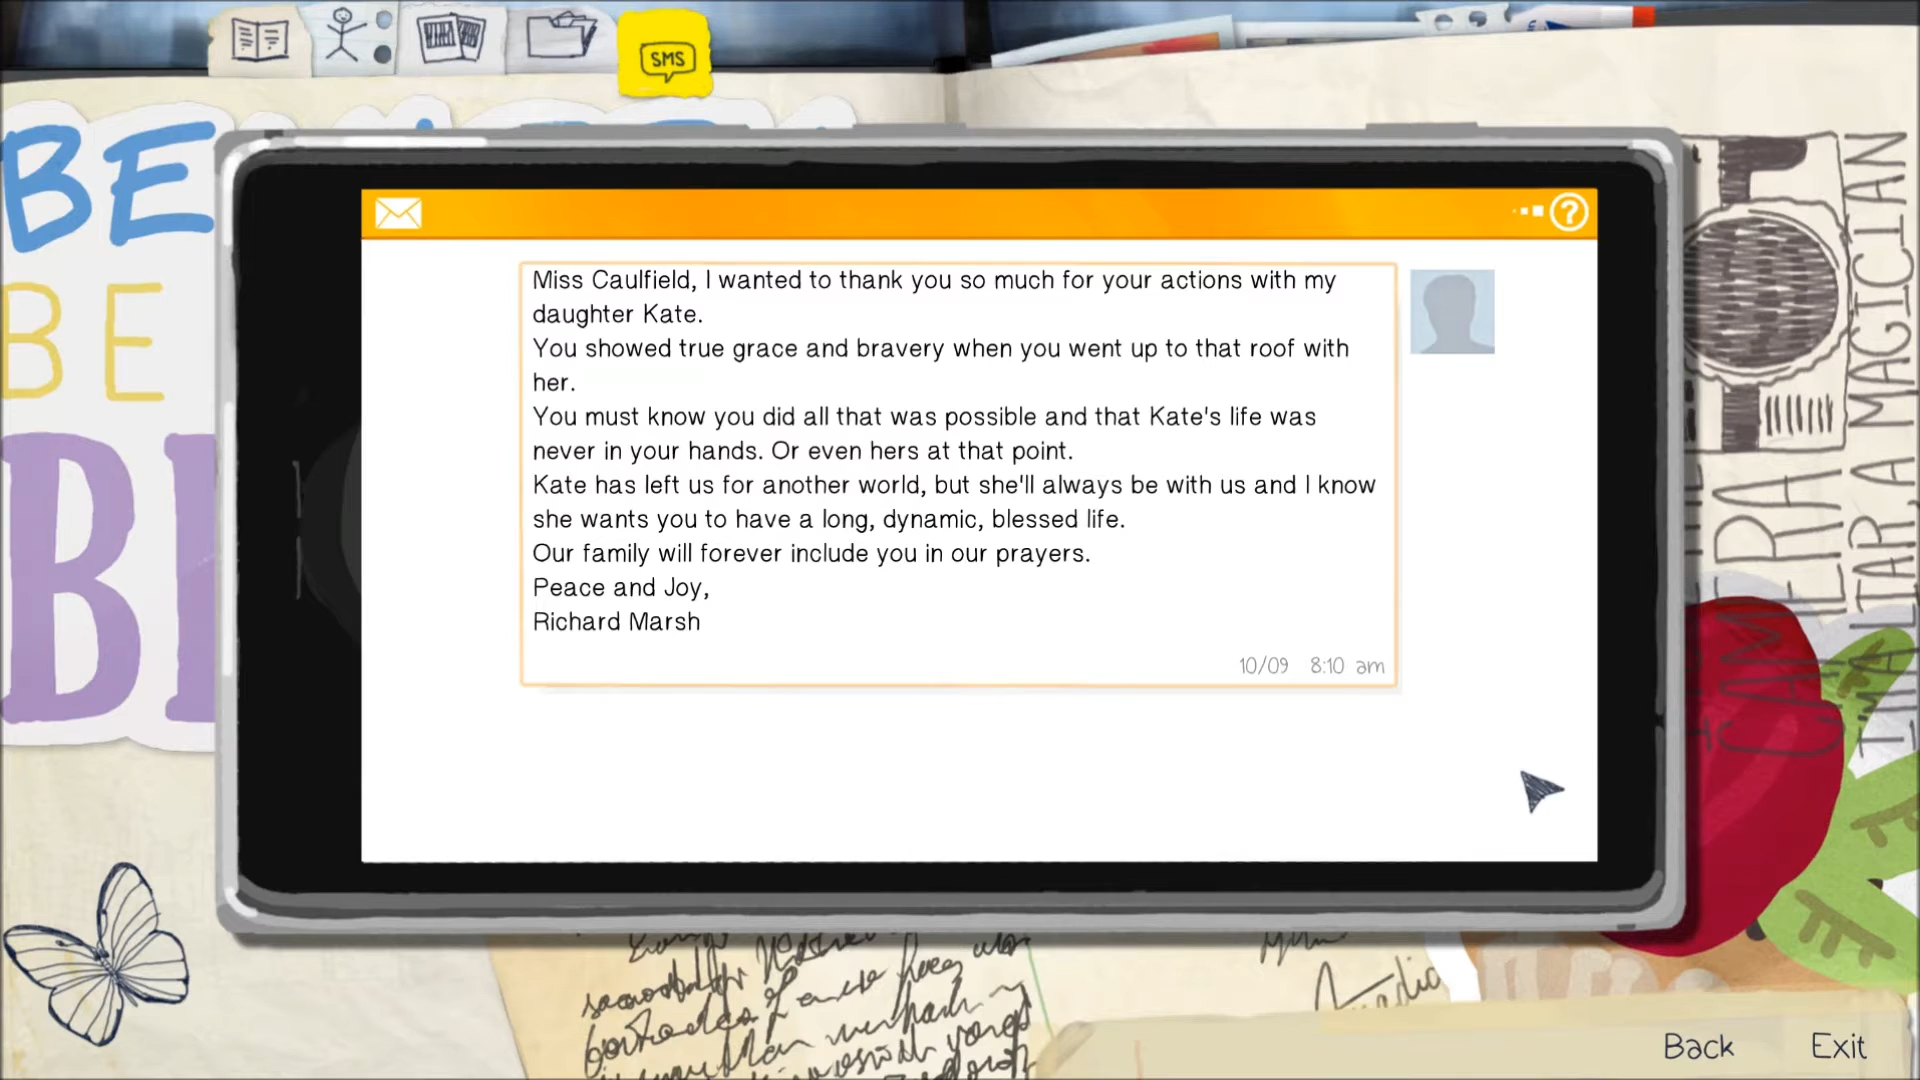 SMS
BE
BE
Miss Caulfield, I wanted to thank you so much for your actions with my
daughter Kate.
You showed true grace and bravery when you went up to that roof with
her.
You must know you did all that was possible and that Kate's life was
never in your hands. Or even hers at that point.
Kate has left us for another world, but she'll always be with us and I know
she wants you to have a long, dynamic, blessed life.
Our family will forever include you in our prayers.
Peace and Joy,
Richard Marsh
10/09 8:10 am
CAMERA
A MAGICIAN
Back
Exit